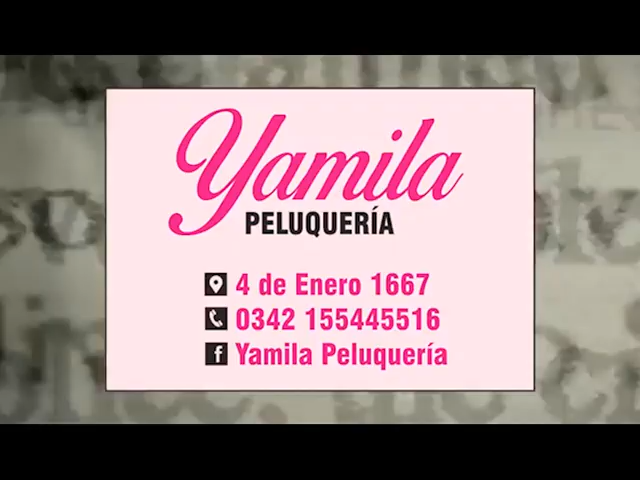 Yamila
PELUQUERÍA
4 de Enero 1667
0342 155445516
Yamila Peluquería